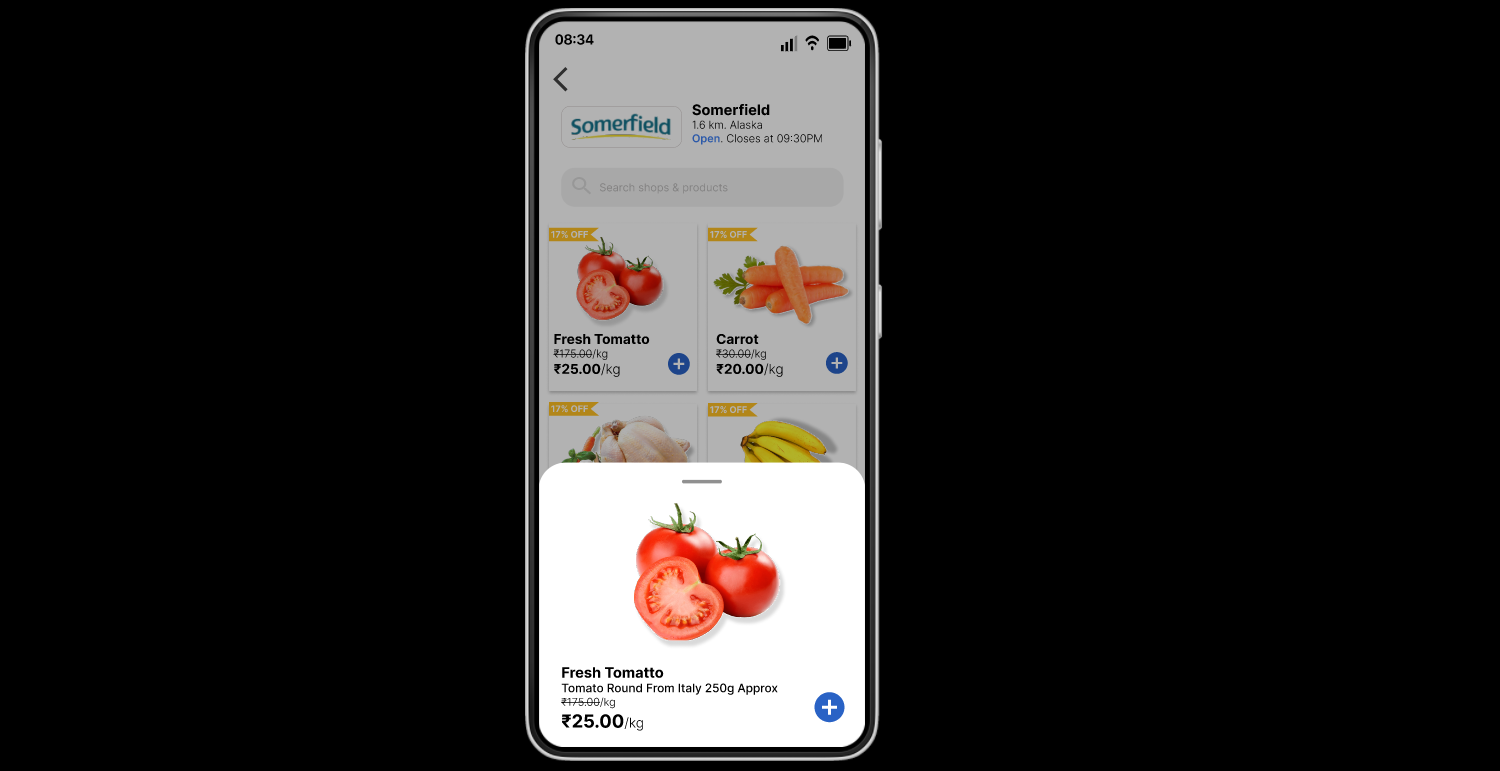 08:34
Somerfield
Somerfield
1.6 km. Alaska
Open. Closes at 09:30PM
Search shops & products
17% OFF
17% OFF
Fresh Tomatto
₹175.00/kg
₹25.00/kg
Carrot
₹30.00/kg
₹20.00/kg
17% OFF
17% OFF
Fresh Tomatto
Tomato Round From Italy 250g Approx
₹175.00/kg
₹25.00/kg